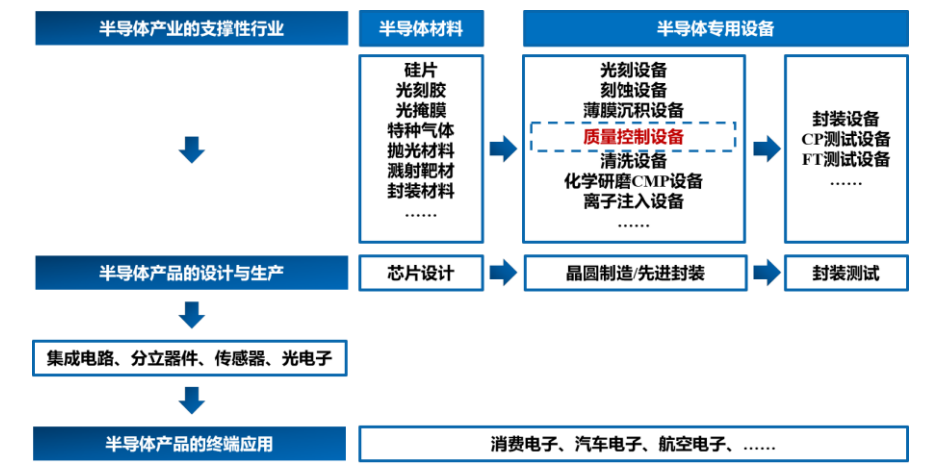 半导体产业的支撑性行业
半导体材料
半导体专用设备
硅片
光刻胶
光掩膜
特种气体
抛光材料
溅射靶材
封装材料
……
光刻设备
刻蚀设备
薄膜沉积设备
质量控制设备
清洗设备
化学研磨CMP设备
离子注入设备
……
封装设备
CP测试设备
FT测试设备
……
半导体产品的设计与生产
芯片设计
晶圆制造/先进封装
封装测试
集成电路、分立器件、传感器、光电子
半导体产品的终端应用
消费电子、汽车电子、航空电子、……